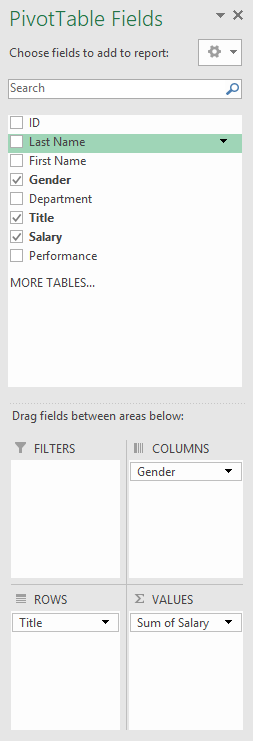 PivotTable Fields
Choose fields to add to report:
Search
ID
Last Name
First Name
Gender
Department
Title
Salary
Performance
MORE TABLES...
Drag fields between areas below:
FILTERS
COLUMNS
Gender
ROWS
VALUES
Title
Sum of Salary